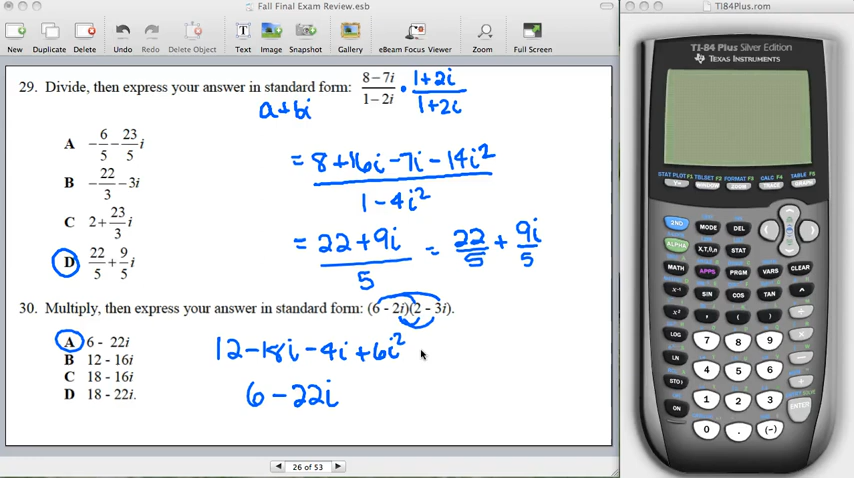 Fall Final Exam Review.esb
TI84Plus.rom
New Duplicate Delete Undo Redo Delete Object Text Image Snapshot Gallery eBeam Focus Viewer Zoom Full Screen
29. Divide, then express your answer in standard form: (8 − 7i)/(1 − 2i) • (1+2i)/(1+2i)
a+bi
A −6/5 − 23/5 i
B −22/3 − 3i
C 2 + 23/3 i
D 22/5 + 9/5 i
= (8+16i−7i−14i²)/(1−4i²)
= (22+9i)/5 = 22/5 + 9i/5
30. Multiply, then express your answer in standard form: (6 - 2i)(2 - 3i).
A 6 - 22i
B 12 - 16i
C 18 - 16i
D 18 - 22i.
12−18i−4i+6i²
6−22i
26 of 53
TI-84 Plus Silver Edition
TEXAS INSTRUMENTS
STAT PLOT F1 TBLSET F2 FORMAT F3 CALC F4 TABLE F5
Y= WINDOW ZOOM TRACE GRAPH
2ND MODE DEL
ALPHA X,T,θ,n STAT
MATH APPS PRGM VARS CLEAR
x⁻¹ SIN COS TAN ^
x² , ( ) ÷
LOG 7 8 9 ×
LN 4 5 6 −
STO› 1 2 3 +
ON 0 . (−) ENTER